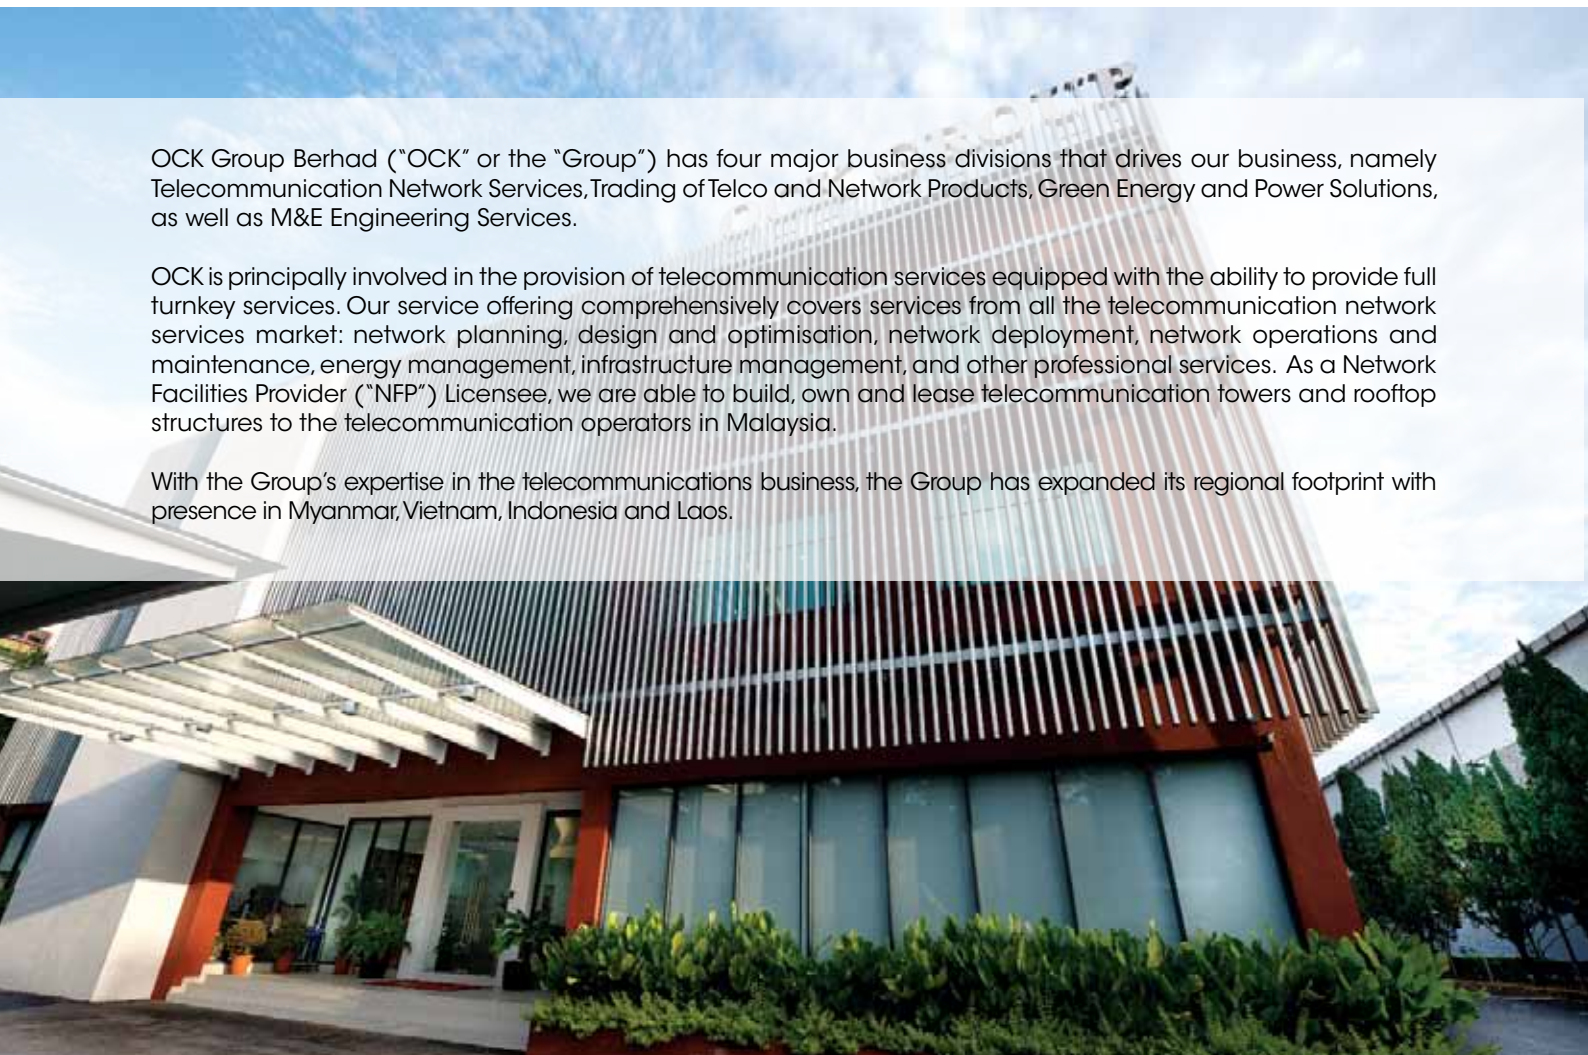 OCK Group Berhad (“OCK” or the “Group”) has four major business divisions that drives our business, namely
Telecommunication Network Services, Trading of Telco and Network Products, Green Energy and Power Solutions,
as well as M&E Engineering Services.
OCK is principally involved in the provision of telecommunication services equipped with the ability to provide full
turnkey services. Our service offering comprehensively covers services from all the telecommunication network
services market: network planning, design and optimisation, network deployment, network operations and
maintenance, energy management, infrastructure management, and other professional services. As a Network
Facilities Provider (“NFP”) Licensee, we are able to build, own and lease telecommunication towers and rooftop
structures to the telecommunication operators in Malaysia.
With the Group’s expertise in the telecommunications business, the Group has expanded its regional footprint with
presence in Myanmar, Vietnam, Indonesia and Laos.